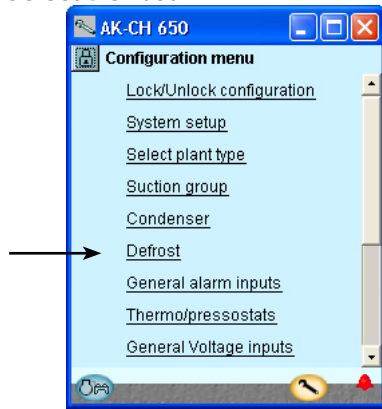 AK-CH 650
Configuration menu
Lock/Unlock configuration
System setup
Select plant type
Suction group
Condenser
Defrost
General alarm inputs
Thermo/pressostats
General Voltage inputs